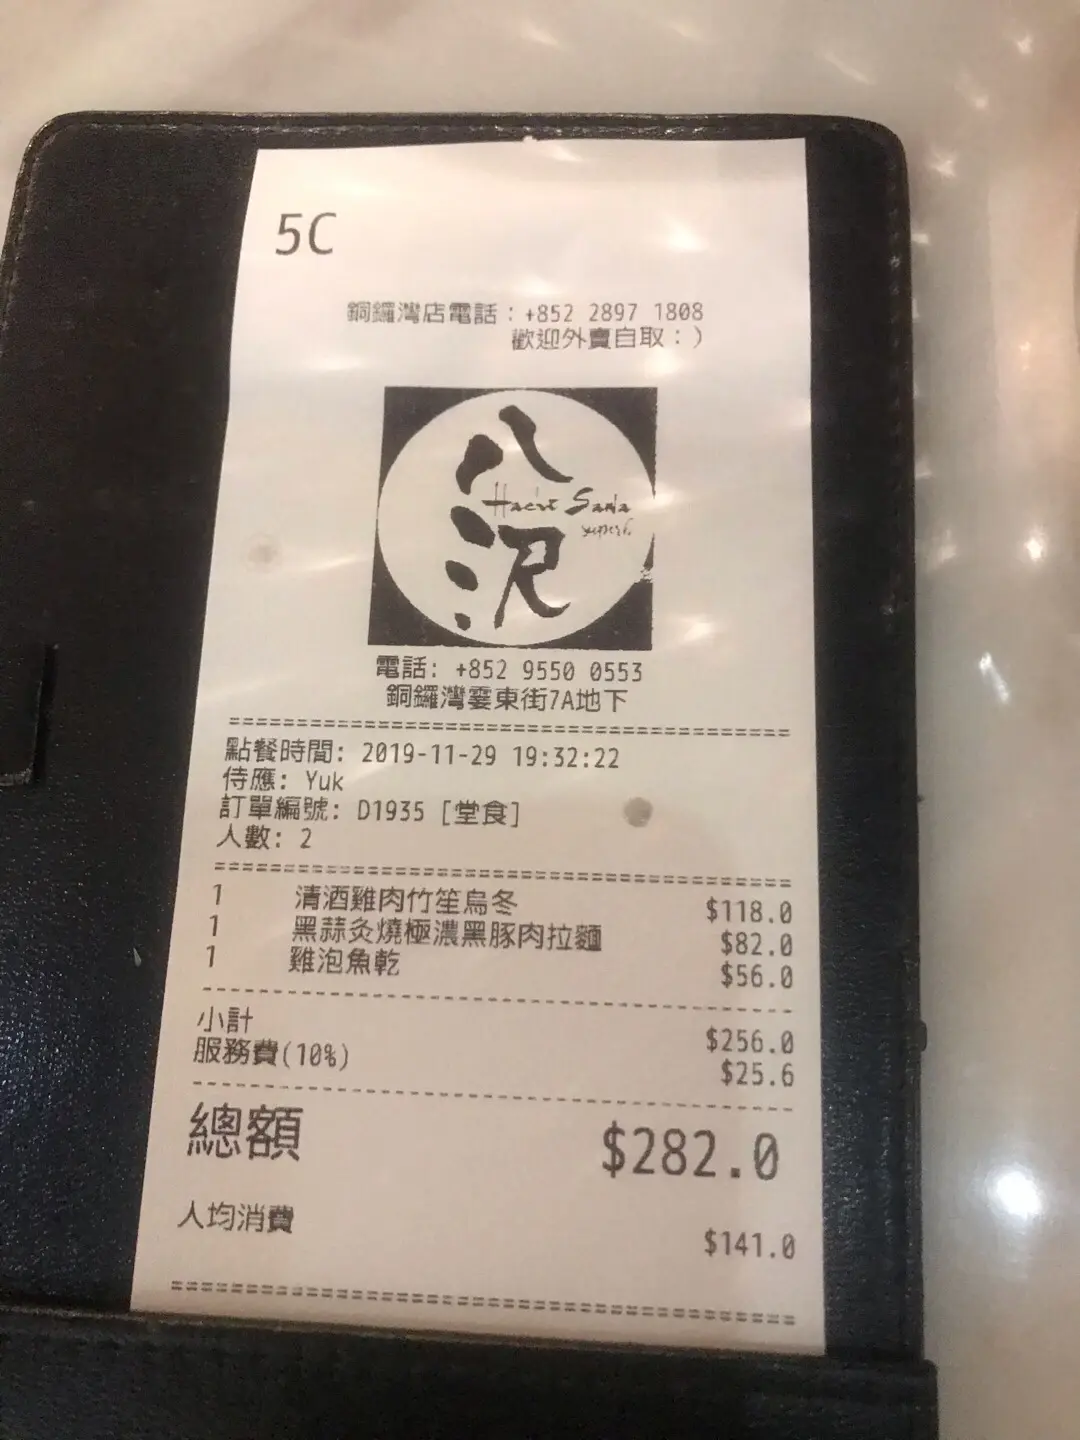 5C
銅鑼灣店電話：+852 2897 1808
歡迎外賣自取：)
八
沢
電話: +852 9550 0553
銅鑼灣霎東街7A地下
點餐時間: 2019-11-29 19:32:22
侍應: Yuk
訂單編號: D1935 [堂食]
人數: 2
1 清酒雞肉竹笙烏冬 $118.0
1 黑蒜灸燒極濃黑豚肉拉麵 $82.0
1 雞泡魚乾 $56.0
小計 $256.0
服務費(10%) $25.6
總額 $282.0
人均消費 $141.0